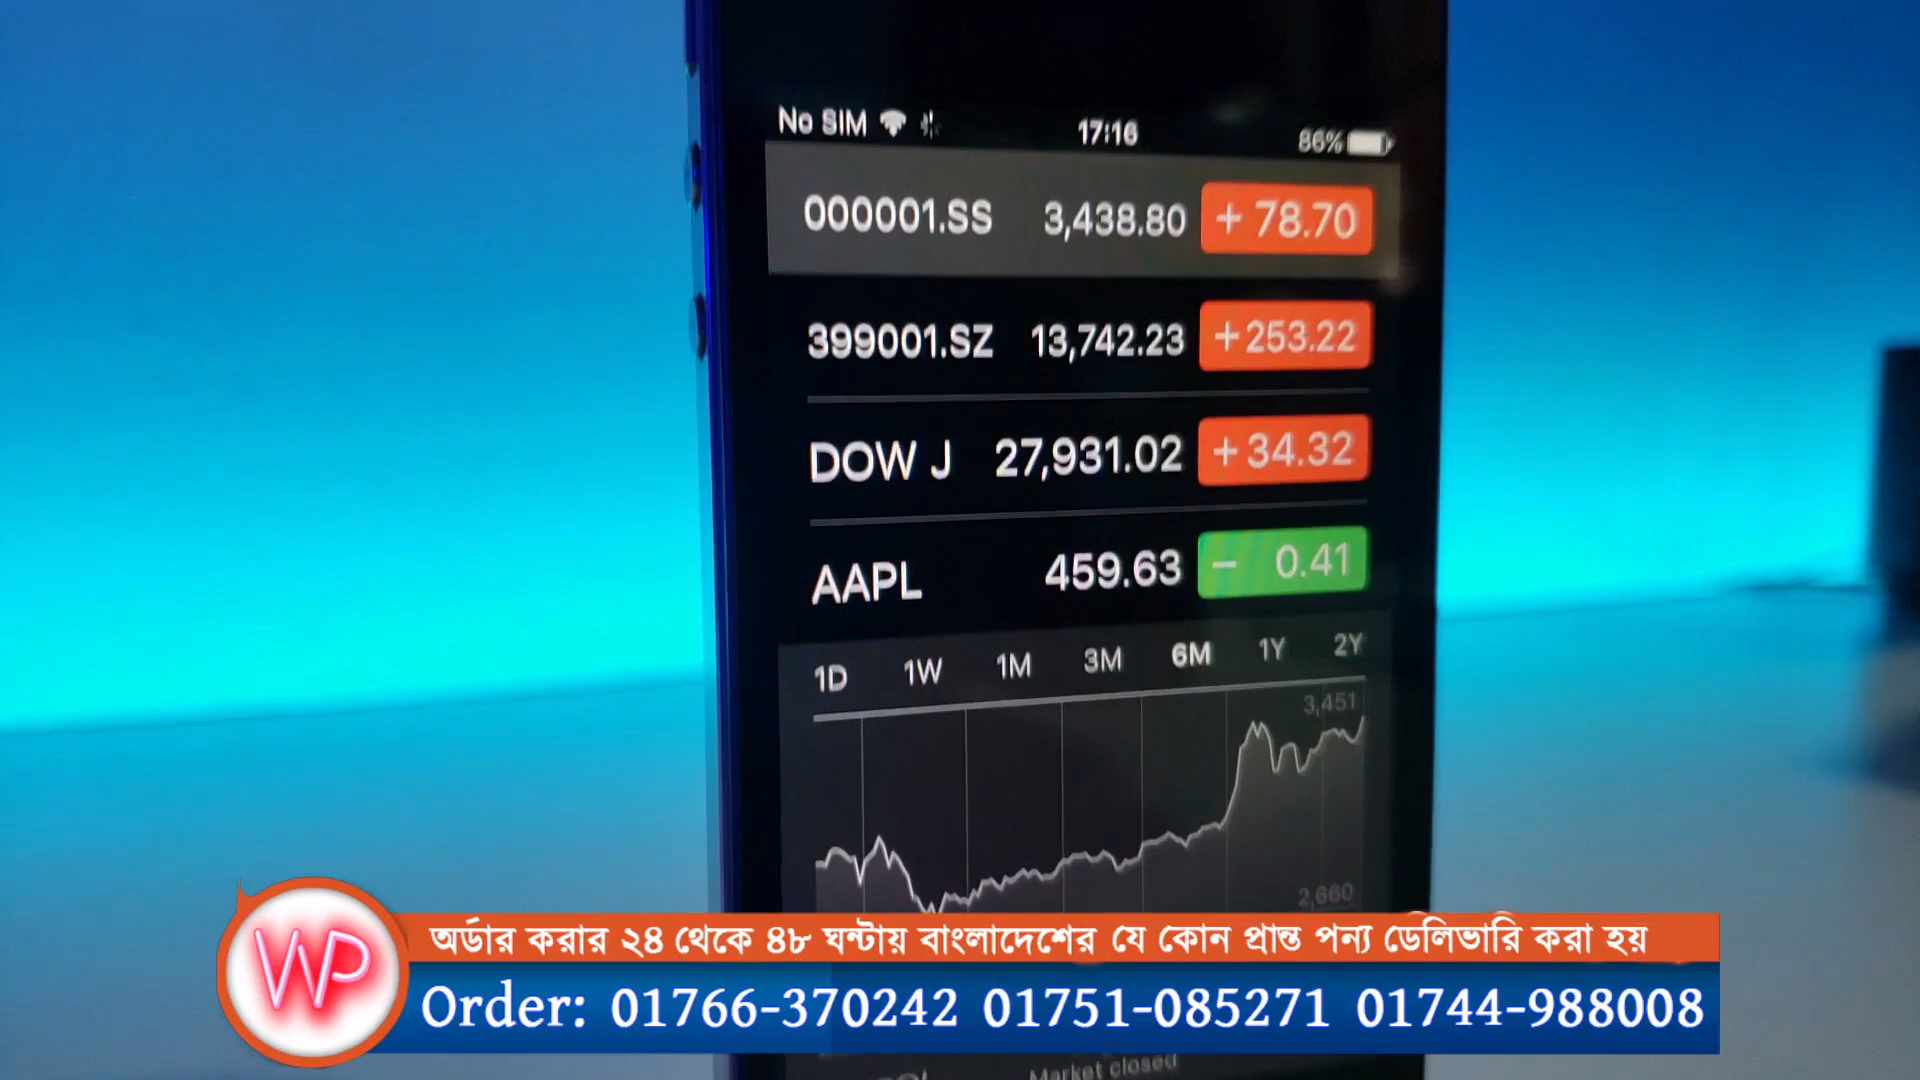 No SIM 17:16 86%
000001.SS 3,438.80 + 78.70
399001.SZ 13,742.23 +253.22
DOW J 27,931.02 +34.32
AAPL 459.63 - 0.41
1D 1W 1M 3M 6M 1Y 2Y
3,451
2,660
WP
অর্ডার করার ২৪ থেকে ৪৮ ঘন্টায় বাংলাদেশের যে কোন প্রান্ত পন্য ডেলিভারি করা হয়
Order: 01766-370242 01751-085271 01744-988008
Market closed